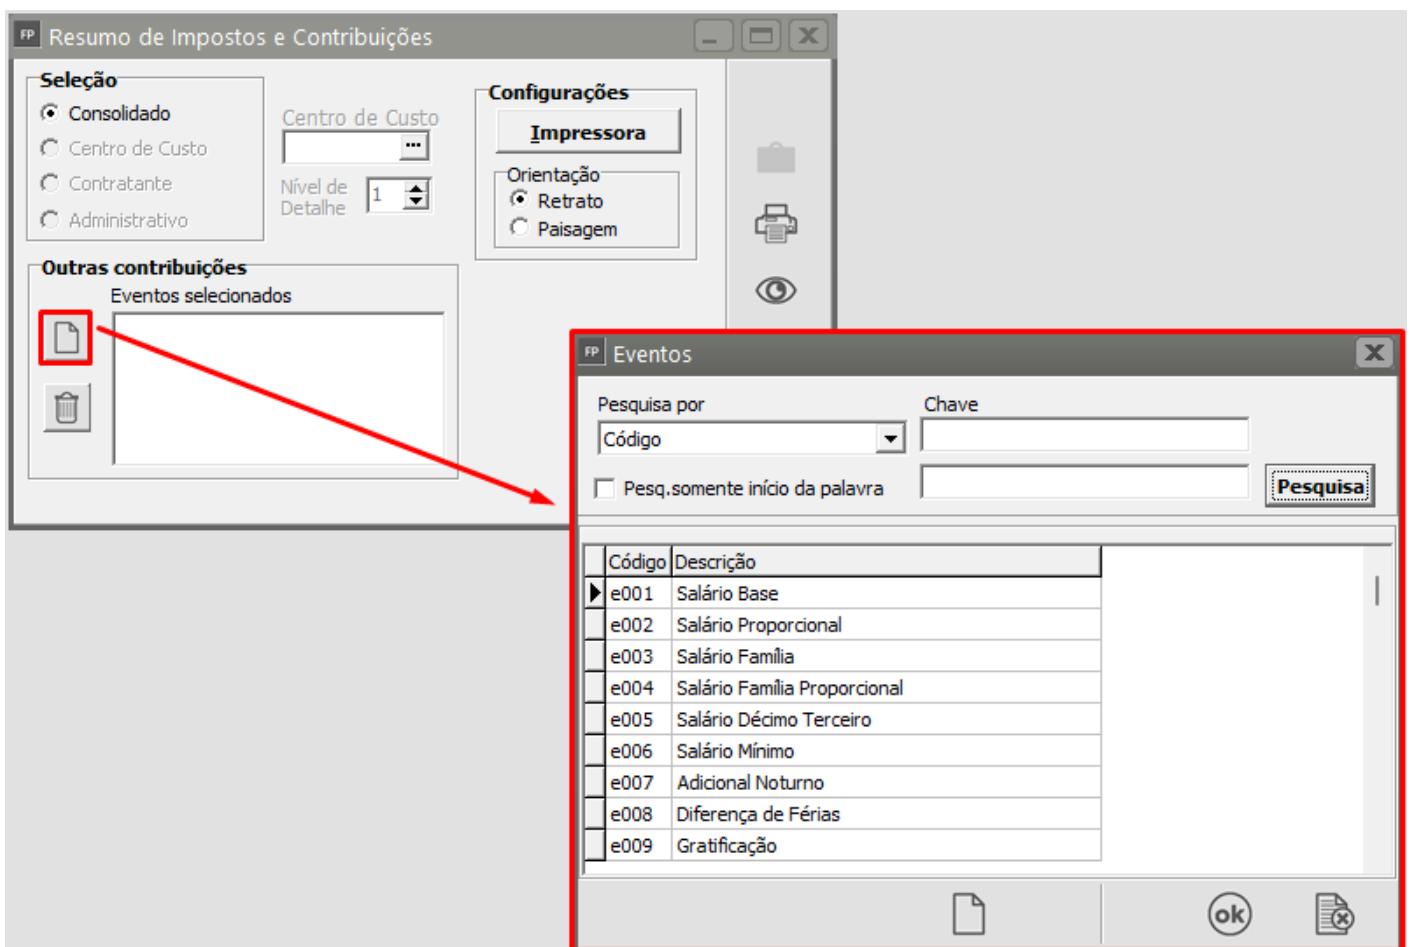 FP Resumo de Impostos e Contribuições
Seleção
Consolidado
Centro de Custo
Contratante
Administrativo
Centro de Custo
...
Nível de
Detalhe
1
Configurações
Impressora
Orientação
Retrato
Paisagem
Outras contribuições
Eventos selecionados
FP Eventos
Pesquisa por
Chave
Código
Pesq.somente início da palavra
Pesquisa
Código Descrição
e001 Salário Base
e002 Salário Proporcional
e003 Salário Família
e004 Salário Família Proporcional
e005 Salário Décimo Terceiro
e006 Salário Mínimo
e007 Adicional Noturno
e008 Diferença de Férias
e009 Gratificação
ok